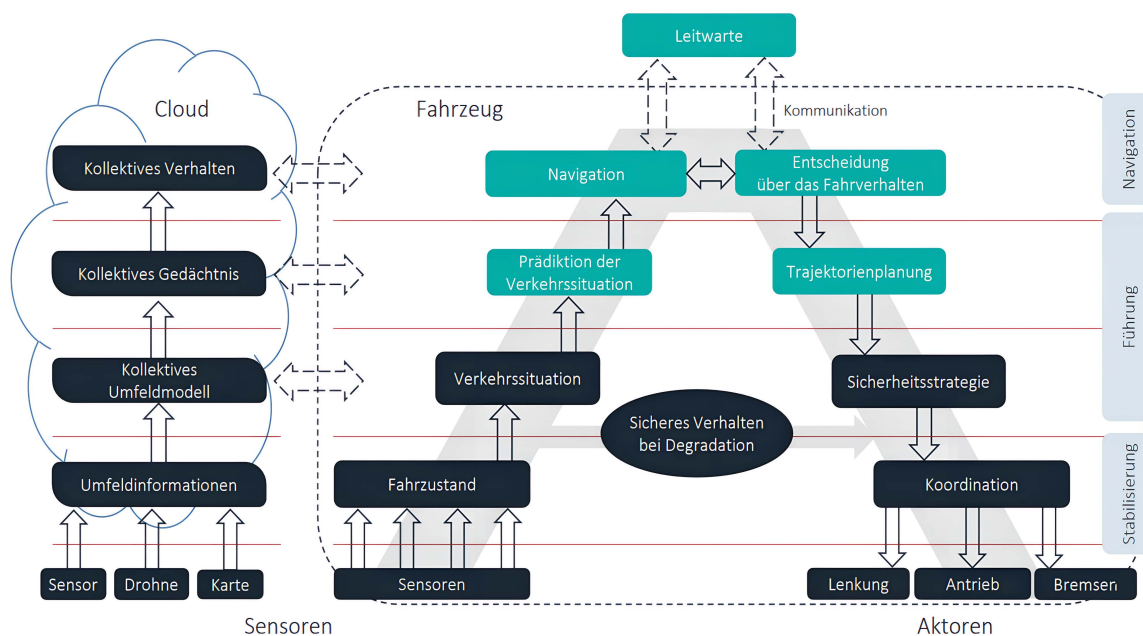 Leitwarte
Cloud
Fahrzeug
Kommunikation
Navigation
Kollektives Verhalten
Navigation
Entscheidung
über das Fahrverhalten
Kollektives Gedächtnis
Prädiktion der
Verkehrssituation
Trajektorienplanung
Führung
Kollektives
Umfeldmodell
Verkehrssituation
Sicherheitsstrategie
Sicheres Verhalten
bei Degradation
Umfeldinformationen
Fahrzustand
Koordination
Stabilisierung
Sensor
Drohne
Karte
Sensoren
Lenkung
Antrieb
Bremsen
Sensoren
Aktoren